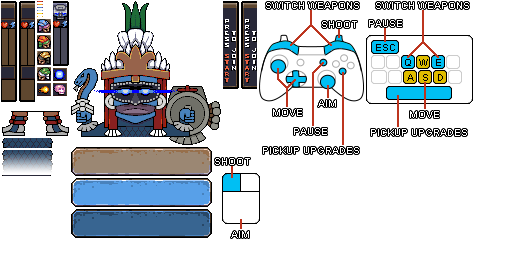 PRESS START
TO JOIN
PRESS START
TO JOIN
SWITCH WEAPONS
SHOOT
MOVE
AIM
PAUSE
PICKUP UPGRADES
SWITCH WEAPONS
PAUSE
ESC
Q W E
A S D
MOVE
PICKUP UPGRADES
SHOOT
AIM